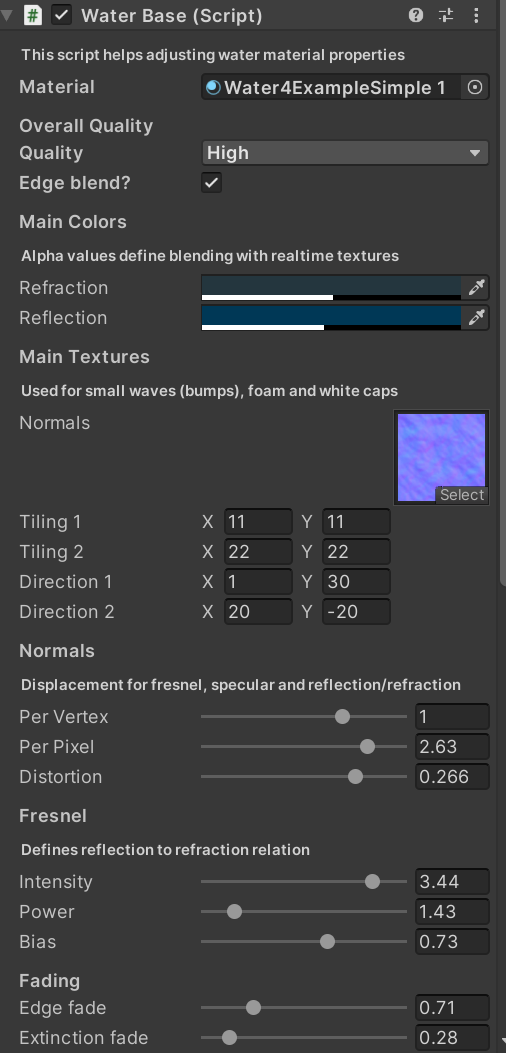 Water Base (Script)
This script helps adjusting water material properties
Material Water4ExampleSimple 1
Overall Quality
Quality High
Edge blend?
Main Colors
Alpha values define blending with realtime textures
Refraction
Reflection
Main Textures
Used for small waves (bumps), foam and white caps
Normals
Select
Tiling 1 X 11 Y 11
Tiling 2 X 22 Y 22
Direction 1 X 1 Y 30
Direction 2 X 20 Y -20
Normals
Displacement for fresnel, specular and reflection/refraction
Per Vertex 1
Per Pixel 2.63
Distortion 0.266
Fresnel
Defines reflection to refraction relation
Intensity 3.44
Power 1.43
Bias 0.73
Fading
Edge fade 0.71
Extinction fade 0.28